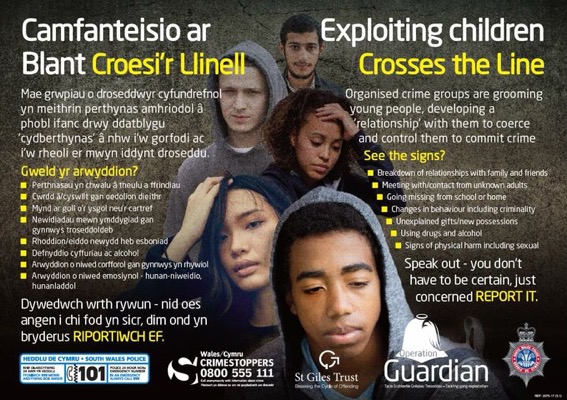 Camfanteisio ar
Blant Croesi'r Llinell
Mae grwpiau o droseddwyr cyfundrefnol
yn meithrin perthynas amhriodol â
phobl ifanc drwy ddatblygu
'cydberthynas' â nhw i'w gorfodi ac
i'w rheoli er mwyn iddynt droseddu.
Gweld yr arwyddion?
Perthnasau yn chwalu â theulu a ffrindiau
Cwrdd â/cyswllt gan oedolion dieithr
Mynd ar goll o'r ysgol neu'r cartref
Newidiadau mewn ymddygiad gan
gynnwys troseddoldeb
Rhoddion/eiddo newydd heb esboniad
Defnyddio cyffuriau ac alcohol
Arwyddion o niwed corfforol gan gynnwys yn rhywiol
Arwyddion o niwed emosiynol - hunan-niweidio,
hunanladdol
Dywedwch wrth rywun - nid oes
angen i chi fod yn sicr, dim ond yn
bryderus RIPORTIWCH EF.
Exploiting children
Crosses the Line
Organised crime groups are grooming
young people, developing a
'relationship' with them to coerce
and control them to commit crime
See the signs?
Breakdown of relationships with family and friends
Meeting with/contact from unknown adults
Going missing from school or home
Changes in behaviour including criminality
Unexplained gifts/new possessions
Using drugs and alcohol
Signs of physical harm including sexual
Speak out - you don't
have to be certain, just
concerned REPORT IT.
HEDDLU DE CYMRU • SOUTH WALES POLICE
101
Wales/Cymru
CRIMESTOPPERS
0800 555 111
St Giles Trust
Breaking the Cycle of Offending
Operation
Guardian